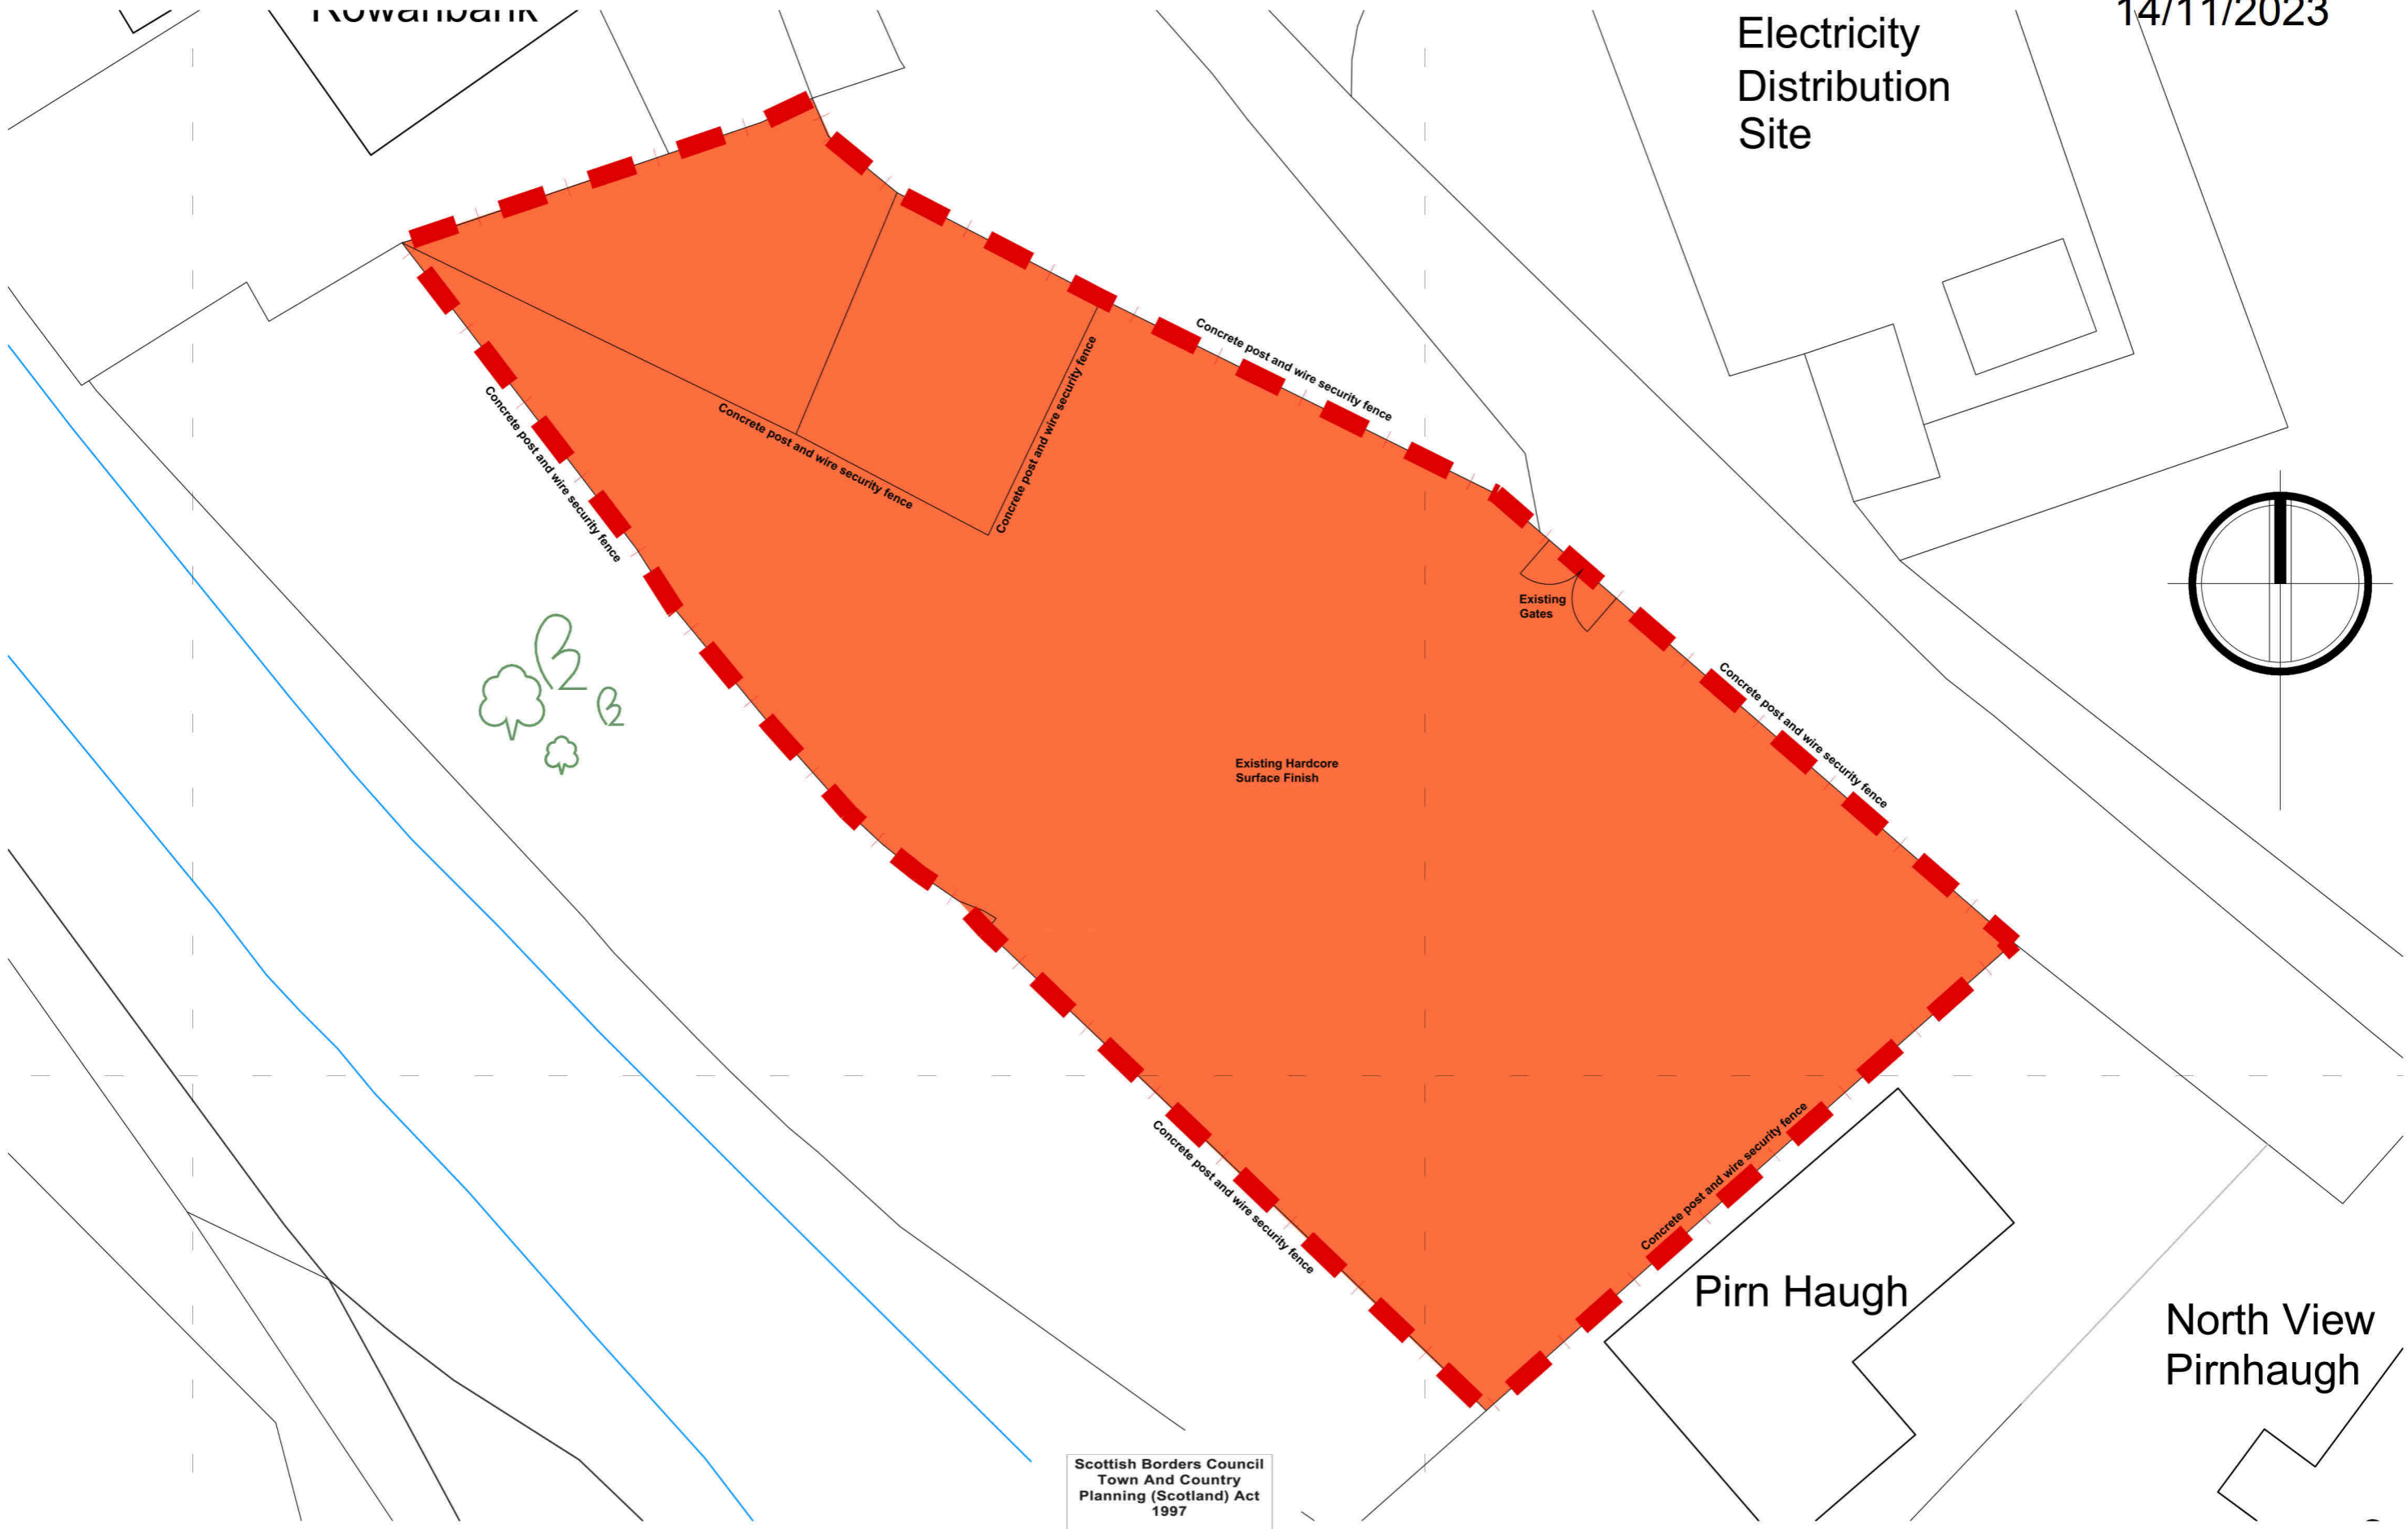 Rowanbank
14/11/2023
Electricity
Distribution
Site
Concrete post and wire security fence
Concrete post and wire security fence
Concrete post and wire security fence
Concrete post and wire security fence
Existing
Gates
Concrete post and wire security fence
Existing Hardcore
Surface Finish
Concrete post and wire security fence
Concrete post and wire security fence
Pirn Haugh
North View
Pirnhaugh
Scottish Borders Council
Town And Country
Planning (Scotland) Act
1997